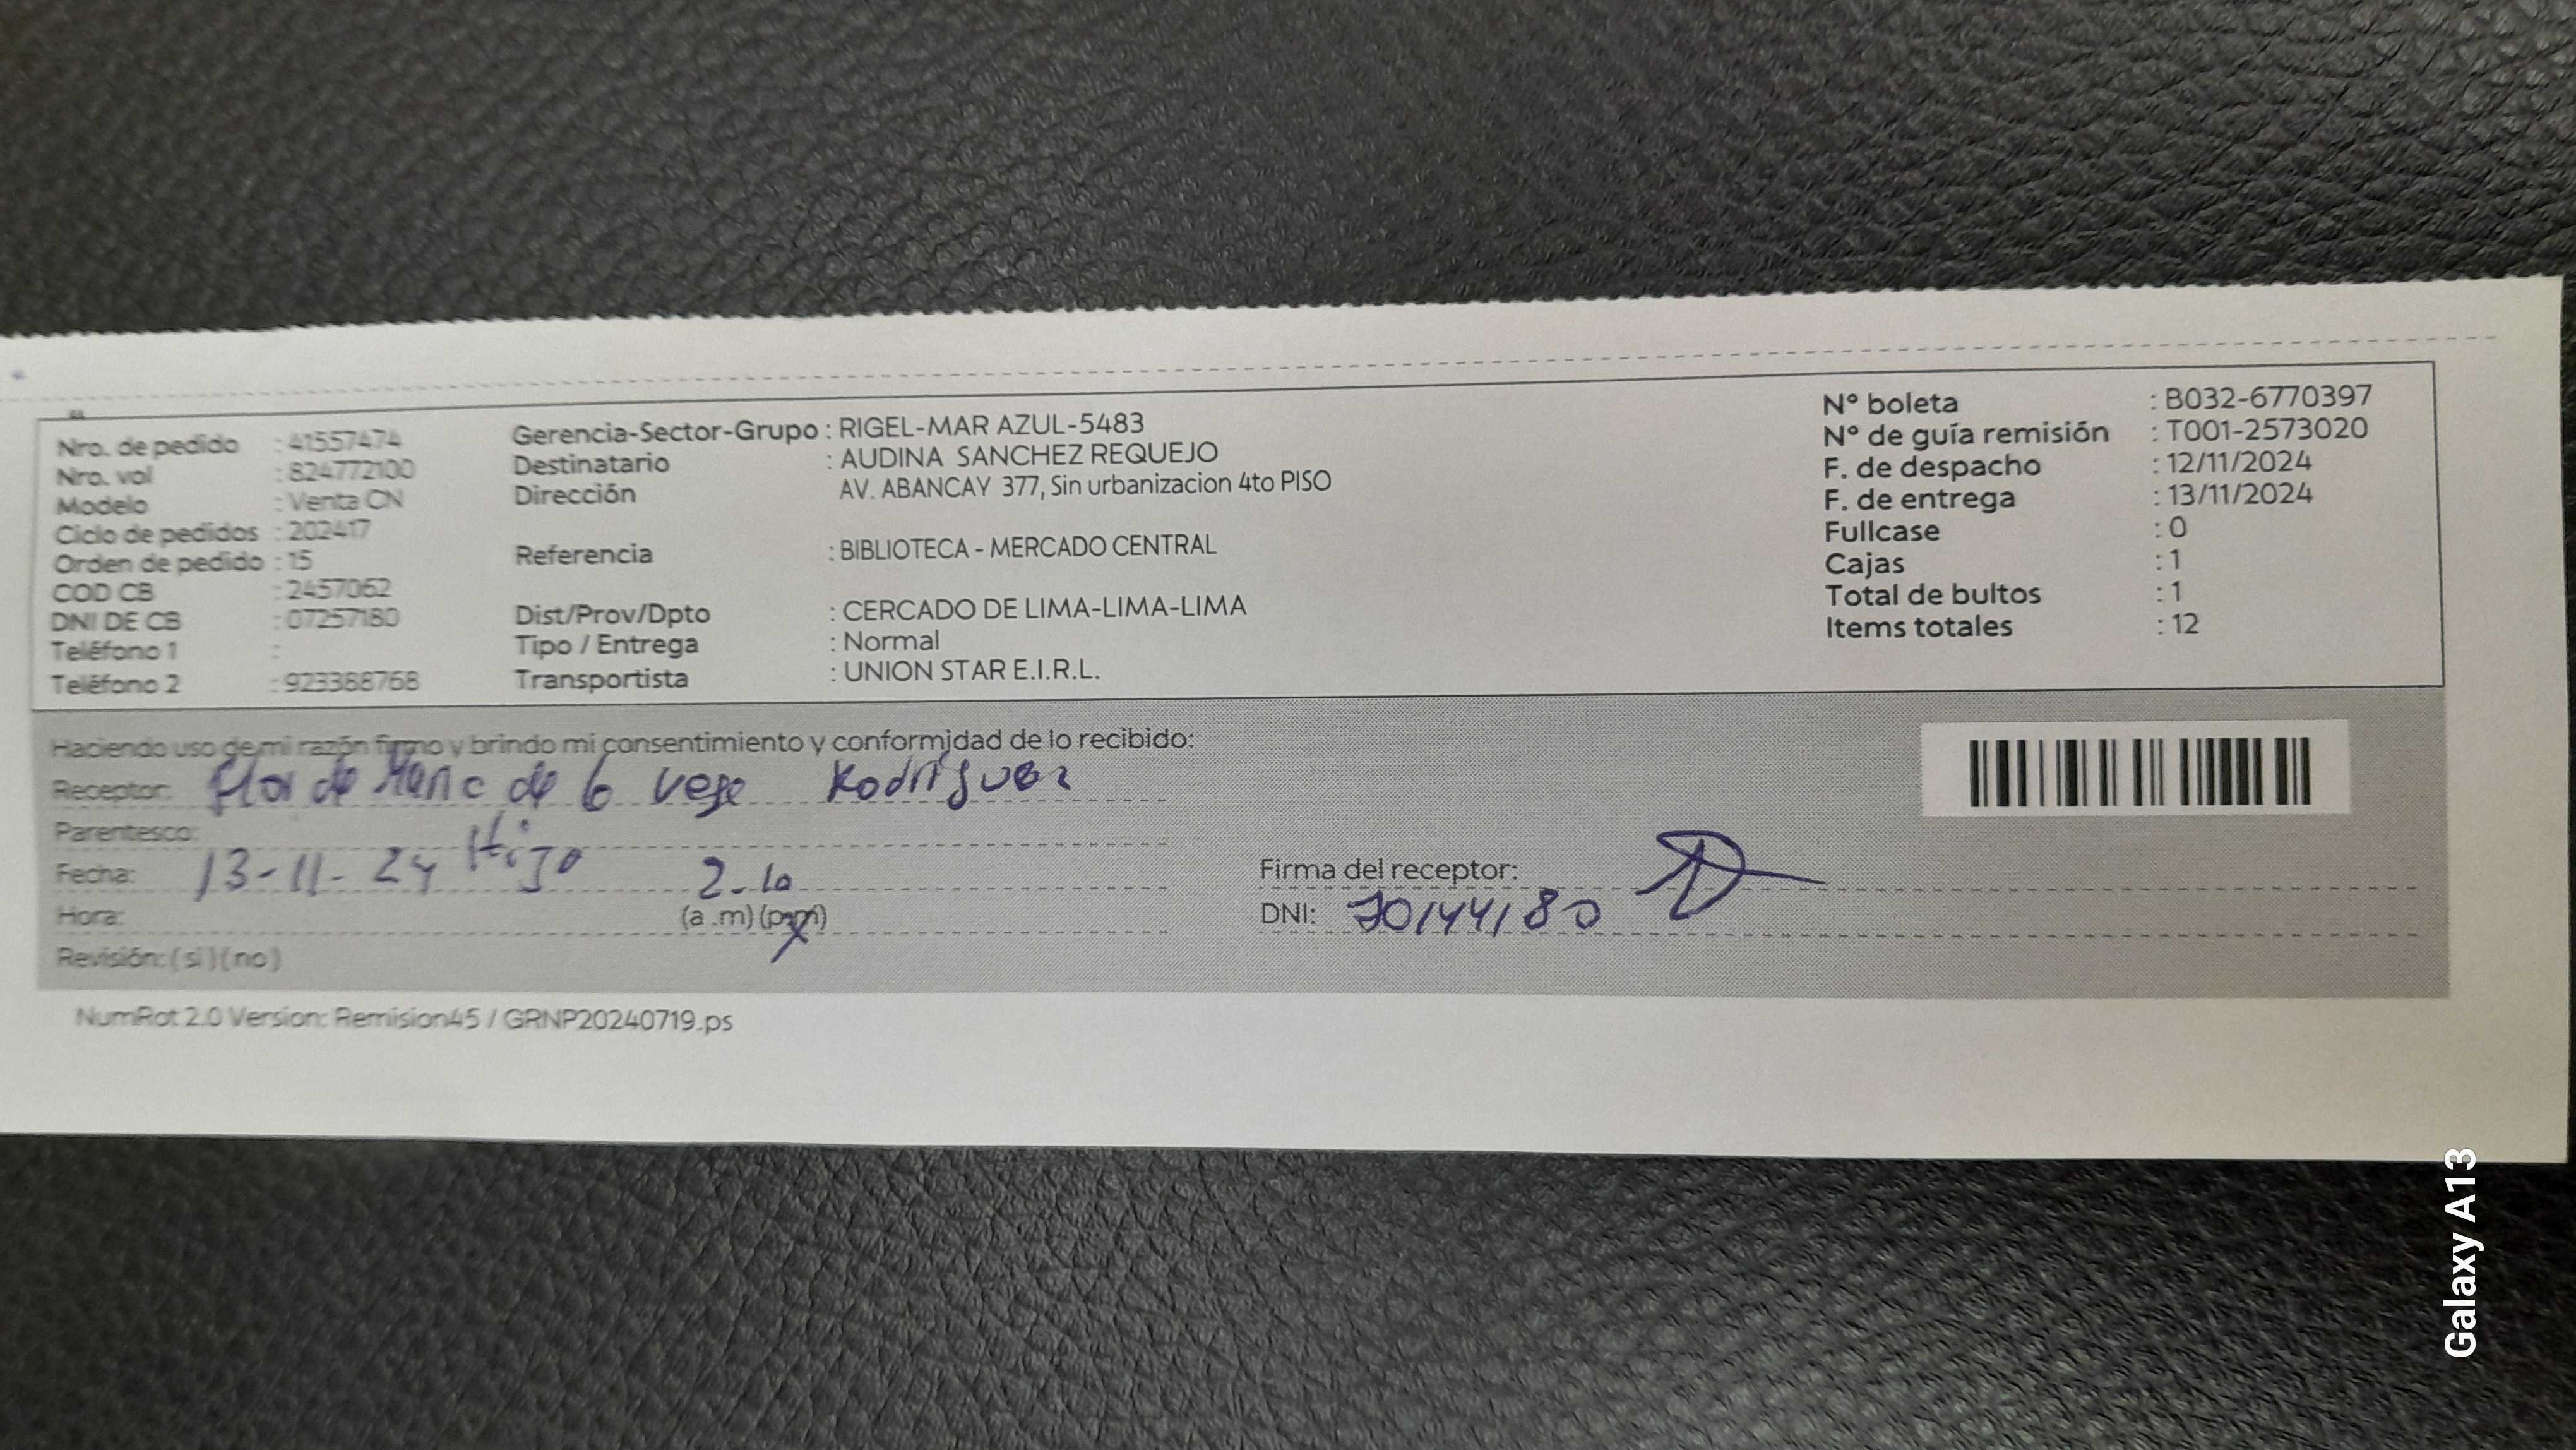 Nro. de pedido : 41557474
Nro. vol : 824772100
Modelo : Venta CN
Ciclo de pedidos : 202417
Orden de pedido : 15
COD CB : 2457062
DNI DE CB : 07257180
Teléfono 1 :
Teléfono 2 : 923388768
Gerencia-Sector-Grupo : RIGEL-MAR AZUL-5483
Destinatario : AUDINA SANCHEZ REQUEJO
Dirección AV. ABANCAY 377, Sin urbanizacion 4to PISO
Referencia : BIBLIOTECA - MERCADO CENTRAL
Dist/Prov/Dpto : CERCADO DE LIMA-LIMA-LIMA
Tipo / Entrega : Normal
Transportista : UNION STAR E.I.R.L.
N° boleta : B032-6770397
N° de guía remisión : T001-2573020
F. de despacho : 12/11/2024
F. de entrega : 13/11/2024
Fullcase : 0
Cajas : 1
Total de bultos : 1
Items totales : 12
Haciendo uso de mi razón firmo y brindo mi consentimiento y conformidad de lo recibido:
Receptor: Flor de Maria de la Vega Rodriguez
Parentesco: Hijo
Fecha: 13-11-24
Hora: 2-10 (a .m) (p.m)
Revisión: ( si ) ( no )
Firma del receptor:
DNI: 70144180
NumRot 2.0 Version: Remision45 / GRNP20240719.ps
Galaxy A13